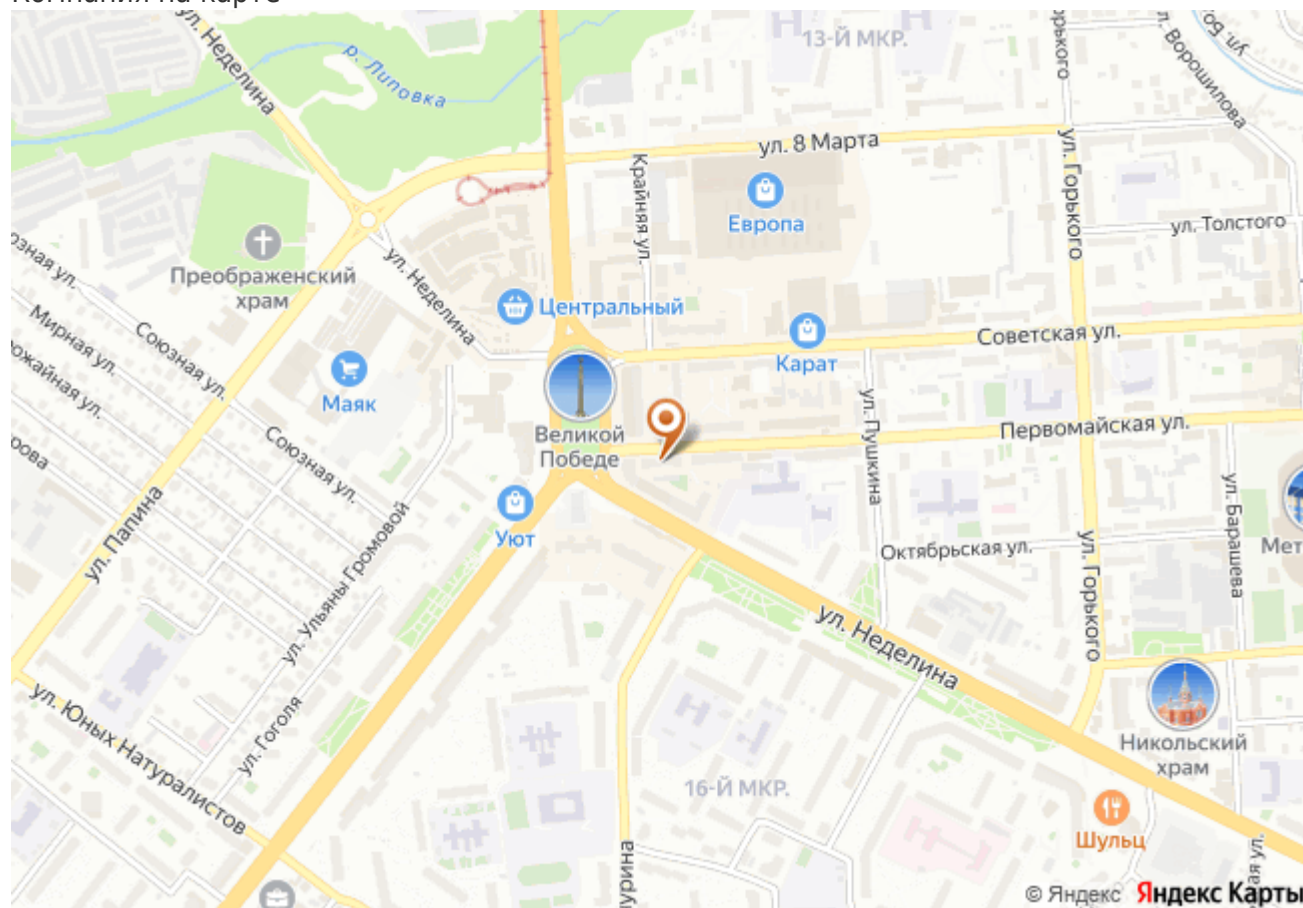 Компания на карте
13-Й МКР.
ул. Неделина
р. Липовка
ул. Ворошилова
ул. 8 Марта
ул. Горького
Крайняя ул.
Европа
ул. Толстого
Преображенский
храм
ул. Неделина
Центральный
Союзная ул.
Мирная ул.
Советская ул.
Карат
Маяк
ул. Пушкина
Великой
Победе
Первомайская ул.
Союзная ул.
ул. Папина
Уют
ул. Барашева
Октябрьская ул.
ул. Ульяны Громовой
ул. Горького
ул. Неделина
ул. Юных Натуралистов
ул. Гоголя
Никольский
храм
16-Й МКР.
Шульц
© Яндекс Яндекс Карты